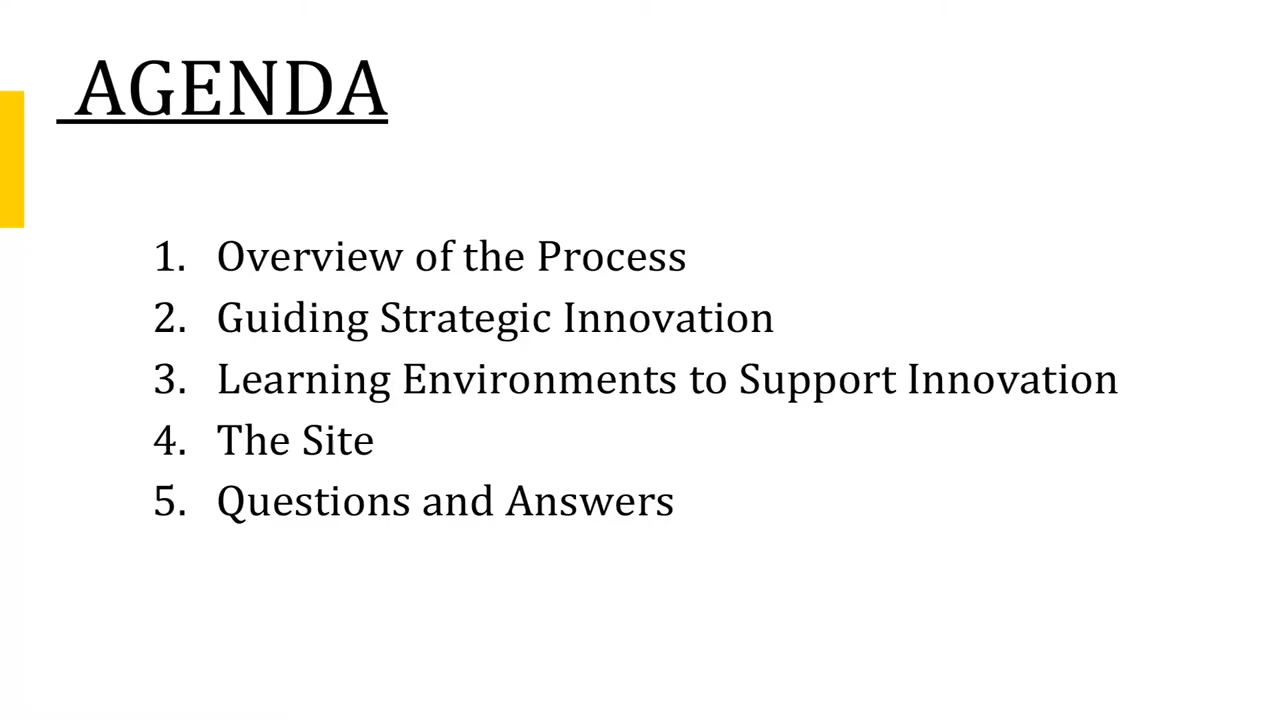 AGENDA
1. Overview of the Process
2. Guiding Strategic Innovation
3. Learning Environments to Support Innovation
4. The Site
5. Questions and Answers